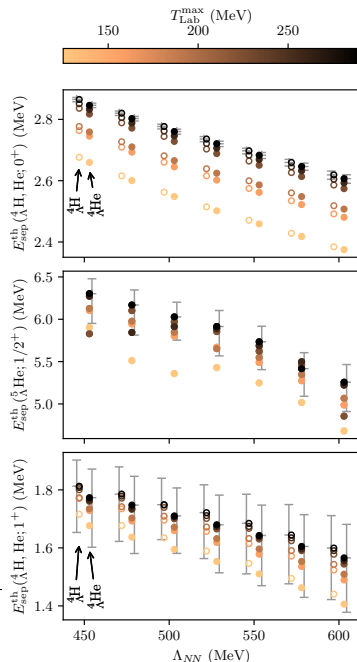 T_Lab^max (MeV)
150 200 250
E_sep^th(⁴_ΛH, He; 0⁺) (MeV)
2.8
2.6
2.4
⁴_ΛH
⁴_ΛHe
E_sep^th(⁵_ΛHe; 1/2⁺) (MeV)
6.5
6.0
5.5
5.0
E_sep^th(⁴_ΛH, He; 1⁺) (MeV)
1.8
1.6
1.4
⁴_ΛH
⁴_ΛHe
450 500 550 600
Λ_NN (MeV)